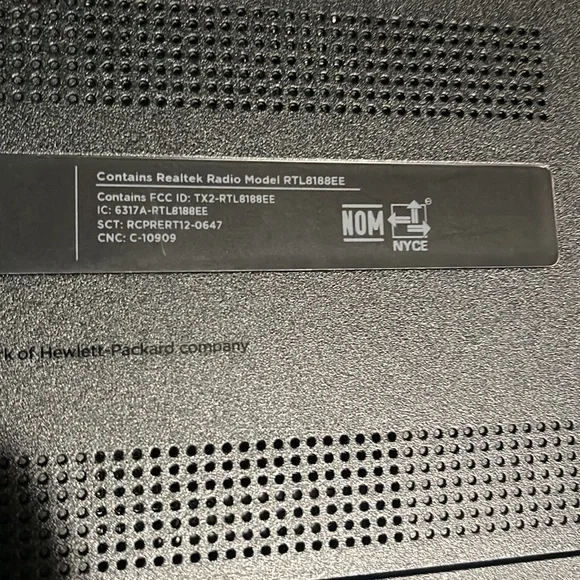 Contains Realtek Radio Model RTL8188EE
Contains FCC ID: TX2-RTL8188EE
IC: 6317A-RTL8188EE
SCT: RCPRERT12-0647
CNC: C-10909
NOM
NYCE
of Hewlett-Packard company